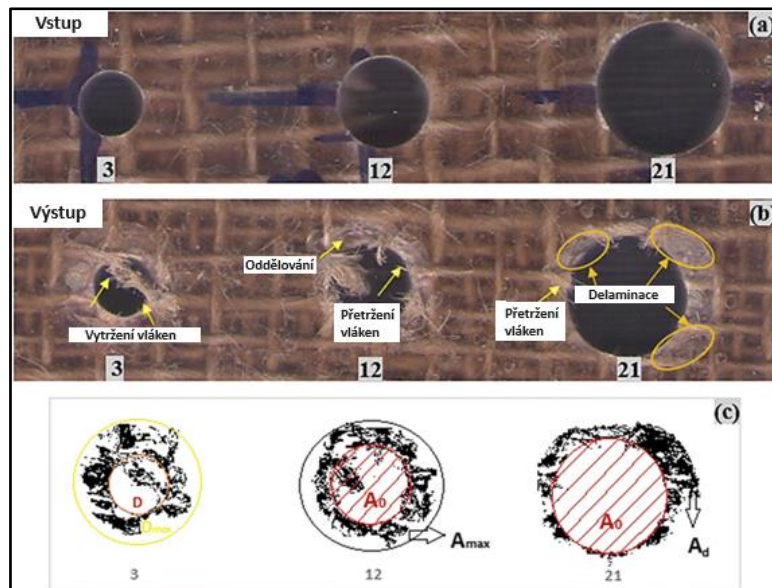 Vstup
(a)
3
12
21
Výstup
(b)
Oddělování
Vytržení vláken
Přetržení
vláken
Přetržení
vláken
Delaminace
3
12
21
(c)
D
Dmax
A0
Amax
A0
Ad
3
12
21